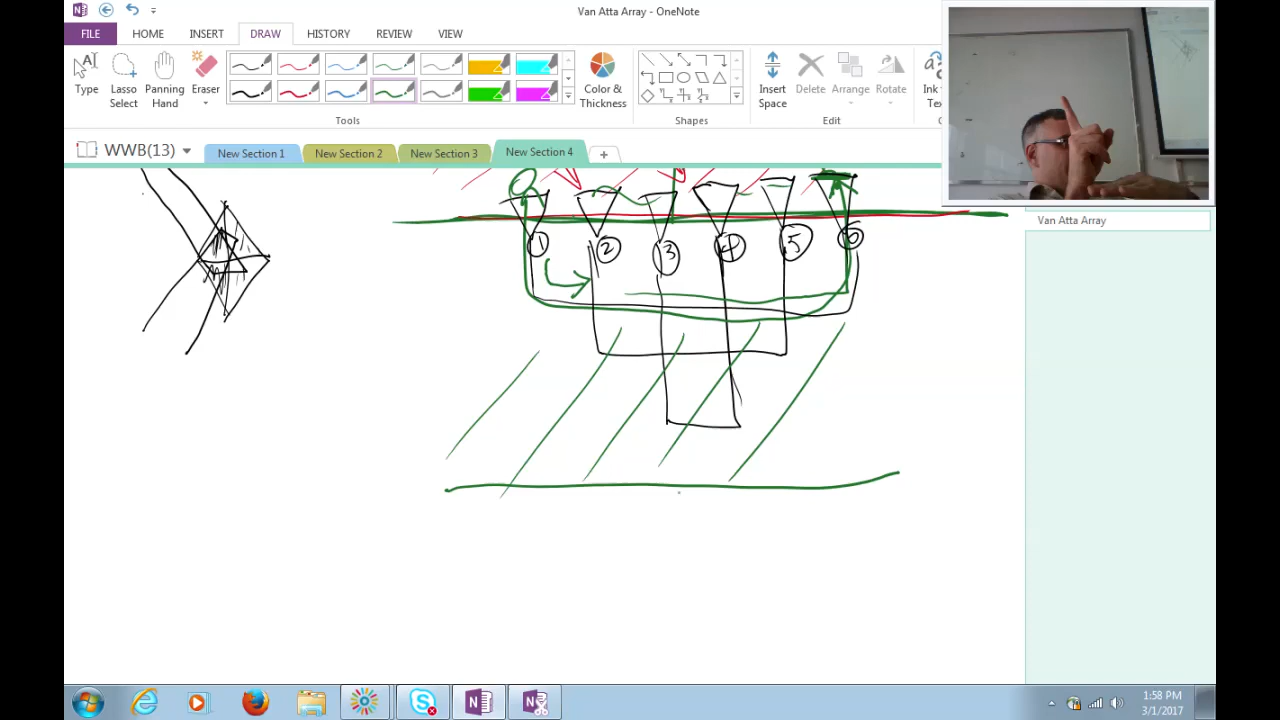 Van Atta Array - OneNote
FILE HOME INSERT DRAW HISTORY REVIEW VIEW
Type
Lasso Select
Panning Hand
Eraser
Color & Thickness
Insert Space
Delete
Arrange
Rotate
Ink to
Tools
Shapes
Edit
WWB(13)
New Section 1
New Section 2
New Section 3
New Section 4
Van Atta Array
1 2 3 4 5 6
1:58 PM
3/1/2017